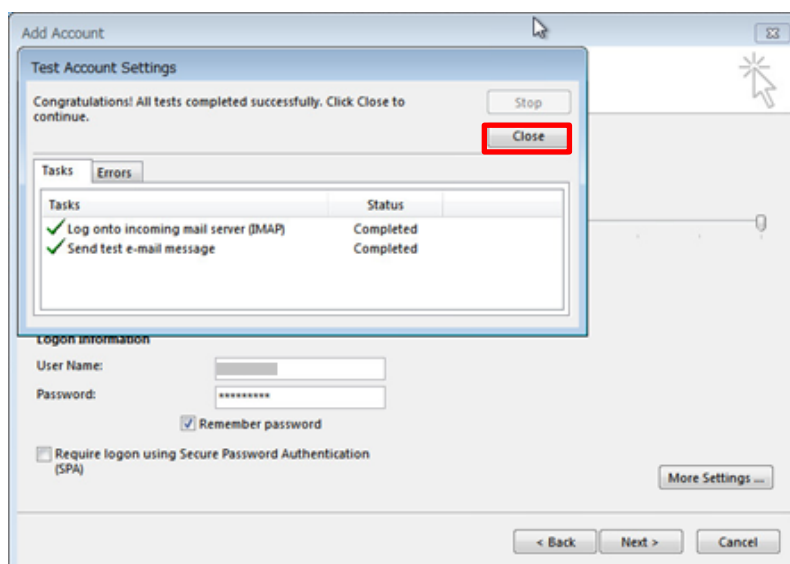 Add Account
Test Account Settings
Congratulations! All tests completed successfully. Click Close to
continue.
Stop
Close
Tasks Errors
Tasks Status
Log onto incoming mail server (IMAP) Completed
Send test e-mail message Completed
Logon Information
User Name:
Password: *********
Remember password
Require logon using Secure Password Authentication
(SPA)
More Settings ...
< Back Next > Cancel